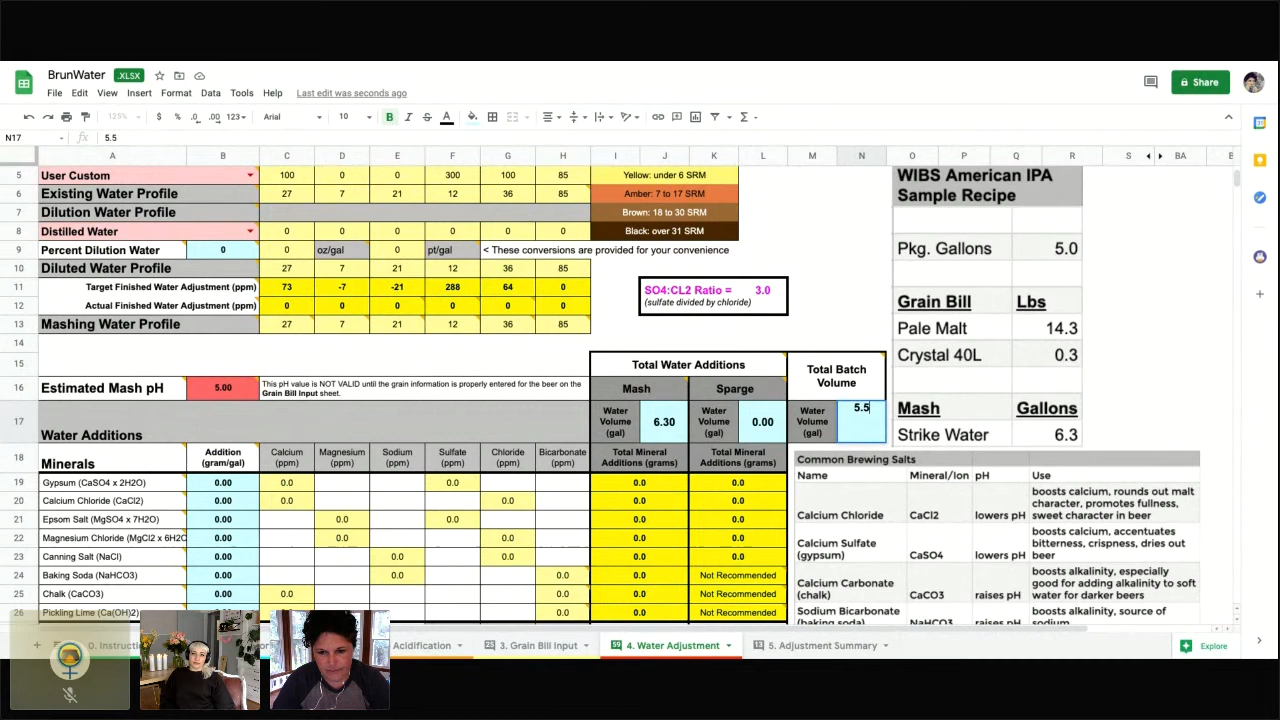 BrunWater .XLSX
File Edit View Insert Format Data Tools Help Last edit was seconds ago
Share
125% $ % .0 .00 123 Arial 10 B I S A
N17 fx 5.5
A B C D E F G H I J K L M N O P Q R S BA
5 User Custom 100 0 0 300 100 85 Yellow: under 6 SRM
6 Existing Water Profile 27 7 21 12 36 85 Amber: 7 to 17 SRM
7 Dilution Water Profile Brown: 18 to 30 SRM
8 Distilled Water 0 0 0 0 0 0 Black: over 31 SRM
9 Percent Dilution Water 0 0 oz/gal 0 pt/gal < These conversions are provided for your convenience
10 Diluted Water Profile 27 7 21 12 36 85
11 Target Finished Water Adjustment (ppm) 73 -7 -21 288 64 0
12 Actual Finished Water Adjustment (ppm) 0 0 0 0 0 0
13 Mashing Water Profile 27 7 21 12 36 85
SO4:CL2 Ratio = 3.0
(sulfate divided by chloride)
14
15 Total Water Additions
Total Batch
Volume
16 Estimated Mash pH 5.00
This pH value is NOT VALID until the grain information is properly entered for the beer on the
Grain Bill Input sheet.
Mash Sparge
17 Water Additions
Water
Volume
(gal)
6.30
Water
Volume
(gal)
0.00
Water
Volume
(gal)
5.5
18 Minerals
Addition
(gram/gal)
Calcium
(ppm)
Magnesium
(ppm)
Sodium
(ppm)
Sulfate
(ppm)
Chloride
(ppm)
Bicarbonate
(ppm)
Total Mineral
Additions (grams)
Total Mineral
Additions (grams)
19 Gypsum (CaSO4 x 2H2O) 0.00 0.0 0.0 0.0 0.0
20 Calcium Chloride (CaCl2) 0.00 0.0 0.0 0.0 0.0
21 Epsom Salt (MgSO4 x 7H2O) 0.00 0.0 0.0 0.0 0.0
22 Magnesium Chloride (MgCl2 x 6H2O 0.00 0.0 0.0 0.0 0.0
23 Canning Salt (NaCl) 0.00 0.0 0.0 0.0 0.0
24 Baking Soda (NaHCO3) 0.00 0.0 0.0 0.0 Not Recommended
25 Chalk (CaCO3) 0.00 0.0 0.0 0.0 Not Recommended
26 Pickling Lime (Ca(OH)2) 0.0 0.0 Not Recommended
WIBS American IPA
Sample Recipe
Pkg. Gallons 5.0
Grain Bill Lbs
Pale Malt 14.3
Crystal 40L 0.3
Mash Gallons
Strike Water 6.3
Common Brewing Salts
Name Mineral/Ion pH Use
Calcium Chloride CaCl2 lowers pH
boosts calcium, rounds out malt
character, promotes fullness,
sweet character in beer
Calcium Sulfate
(gypsum)
CaSO4 lowers pH
boosts calcium, accentuates
bitterness, crispness, dries out
beer
Calcium Carbonate
(chalk)
CaCO3 raises pH
boosts alkalinity, especially
good for adding alkalinity to soft
water for darker beers
Sodium Bicarbonate
(baking soda)
NaHCO3 raises pH
boosts alkalinity, source of
sodium
0. Instructi Acidification 3. Grain Bill Input 4. Water Adjustment 5. Adjustment Summary Explore